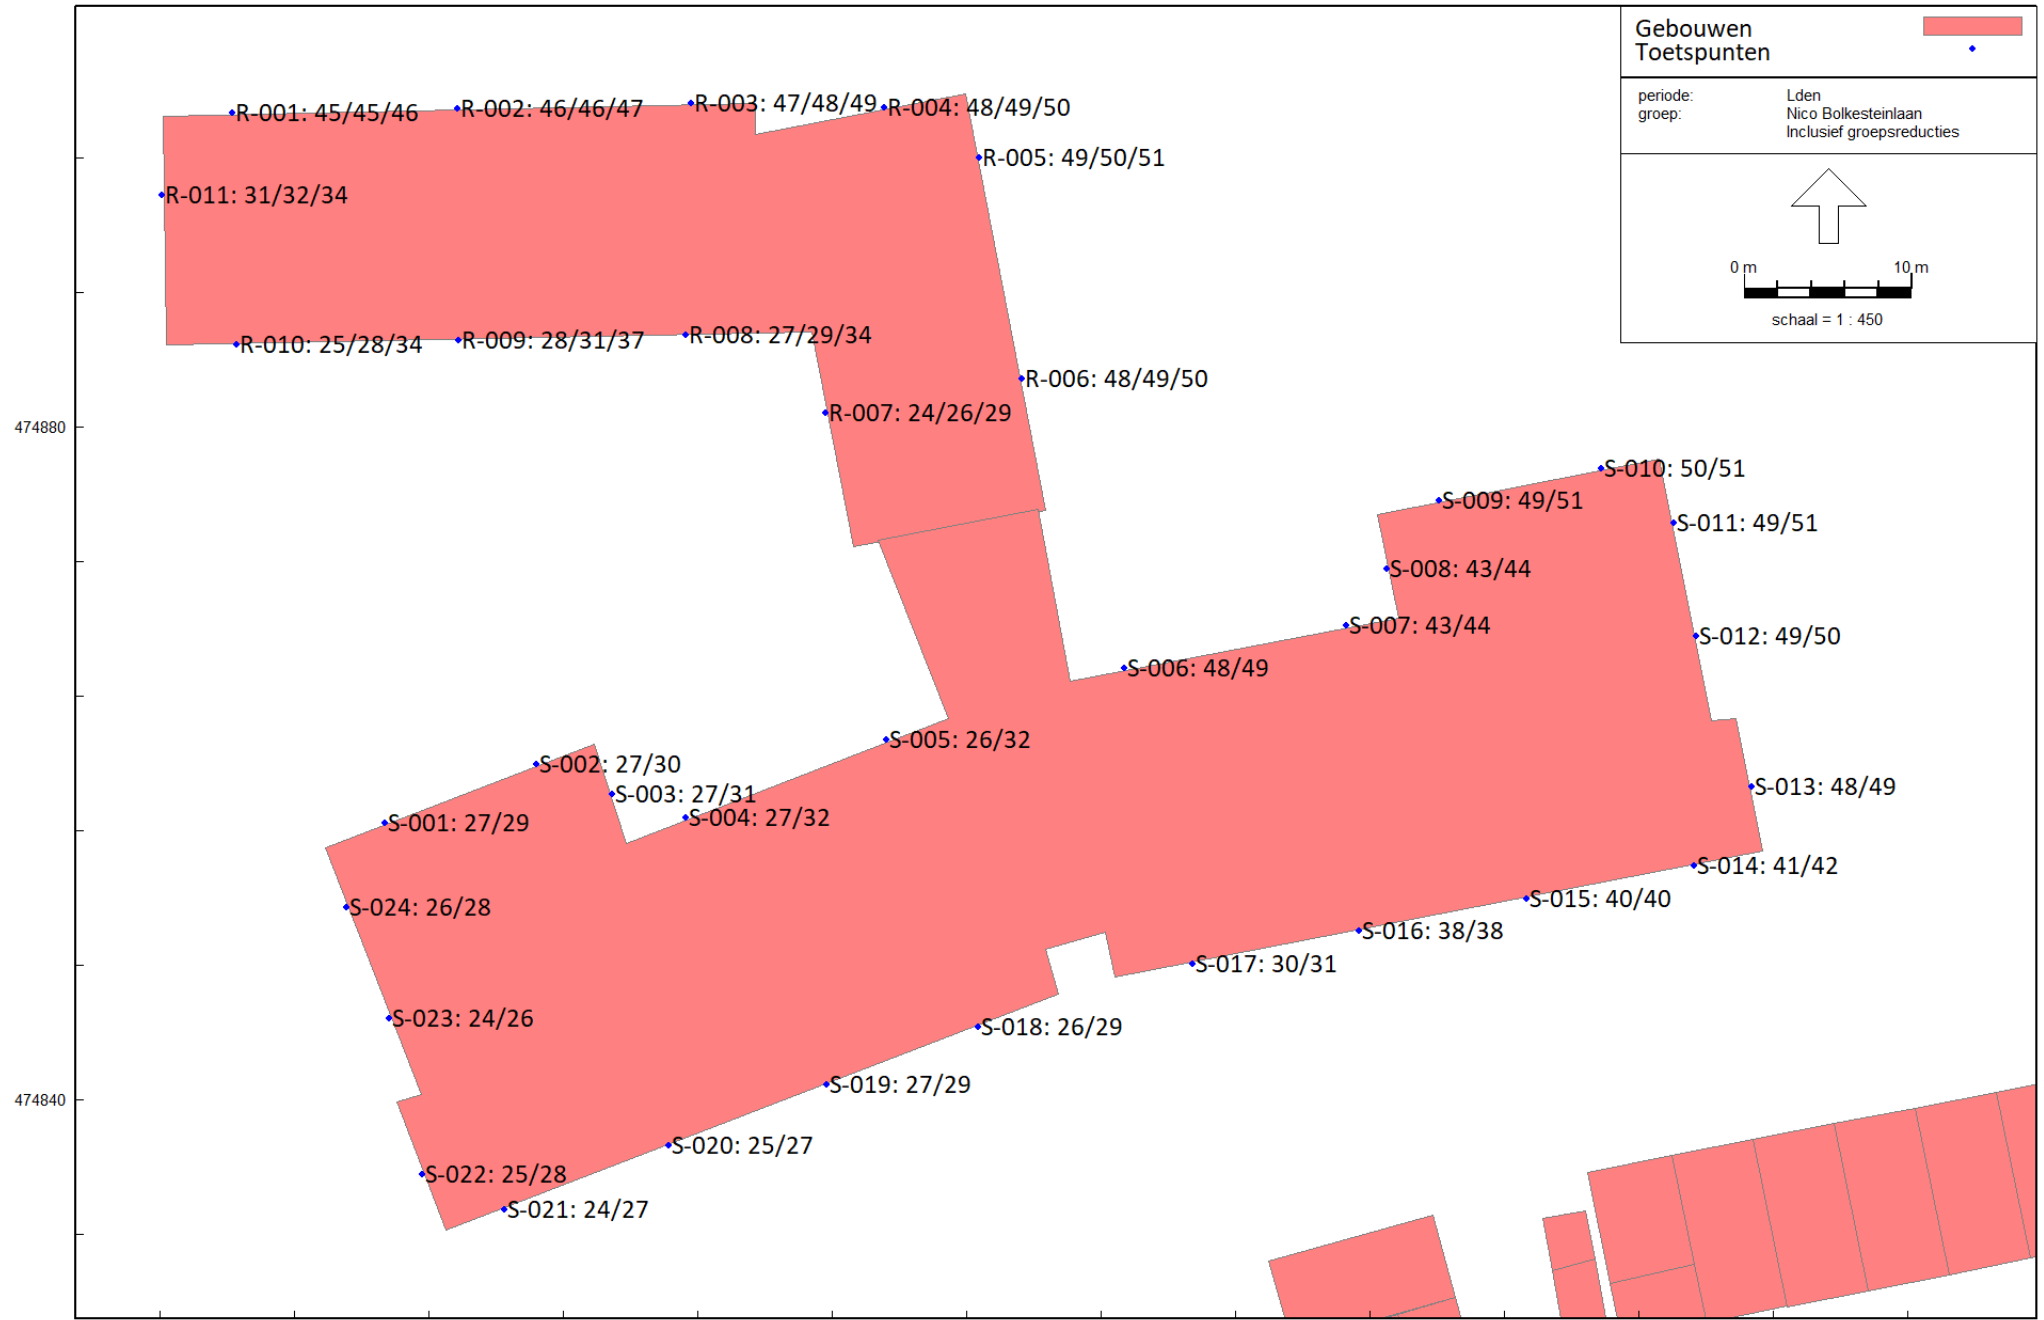 Gebouwen
Toetspunten
periode: Lden
groep: Nico Bolkesteinlaan
Inclusief groepsreducties
0 m 10 m
schaal = 1 : 450
R-001: 45/45/46
R-002: 46/46/47
R-003: 47/48/49
R-004: 48/49/50
R-005: 49/50/51
R-011: 31/32/34
R-010: 25/28/34
R-009: 28/31/37
R-008: 27/29/34
R-006: 48/49/50
R-007: 24/26/29
474880
S-010: 50/51
S-009: 49/51
S-011: 49/51
S-008: 43/44
S-007: 43/44
S-012: 49/50
S-006: 48/49
S-005: 26/32
S-002: 27/30
S-003: 27/31
S-013: 48/49
S-001: 27/29
S-004: 27/32
S-014: 41/42
S-015: 40/40
S-024: 26/28
S-016: 38/38
S-017: 30/31
S-023: 24/26
S-018: 26/29
S-019: 27/29
474840
S-020: 25/27
S-022: 25/28
S-021: 24/27